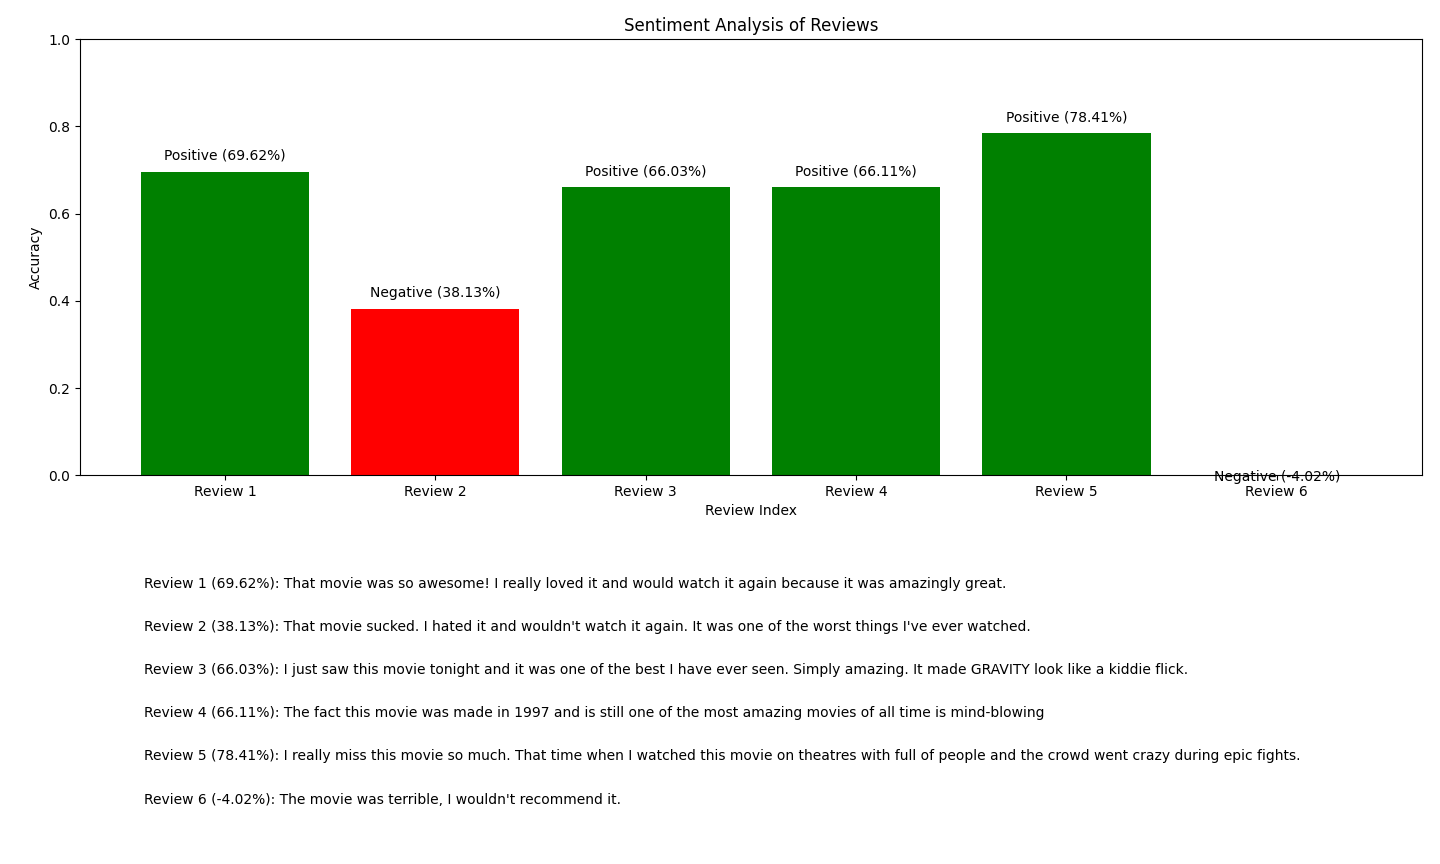 Sentiment Analysis of Reviews
1.0
0.8
0.6
0.4
0.2
0.0
Accuracy
Positive (69.62%)
Negative (38.13%)
Positive (66.03%)
Positive (66.11%)
Positive (78.41%)
Negative (-4.02%)
Review 1 Review 2 Review 3 Review 4 Review 5 Review 6
Review Index
Review 1 (69.62%): That movie was so awesome! I really loved it and would watch it again because it was amazingly great.
Review 2 (38.13%): That movie sucked. I hated it and wouldn't watch it again. It was one of the worst things I've ever watched.
Review 3 (66.03%): I just saw this movie tonight and it was one of the best I have ever seen. Simply amazing. It made GRAVITY look like a kiddie flick.
Review 4 (66.11%): The fact this movie was made in 1997 and is still one of the most amazing movies of all time is mind-blowing
Review 5 (78.41%): I really miss this movie so much. That time when I watched this movie on theatres with full of people and the crowd went crazy during epic fights.
Review 6 (-4.02%): The movie was terrible, I wouldn't recommend it.